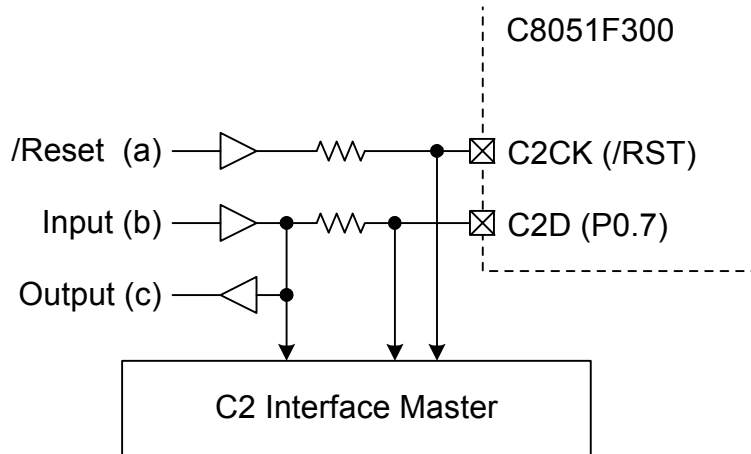 C8051F300
/Reset (a)
C2CK (/RST)
Input (b)
C2D (P0.7)
Output (c)
C2 Interface Master